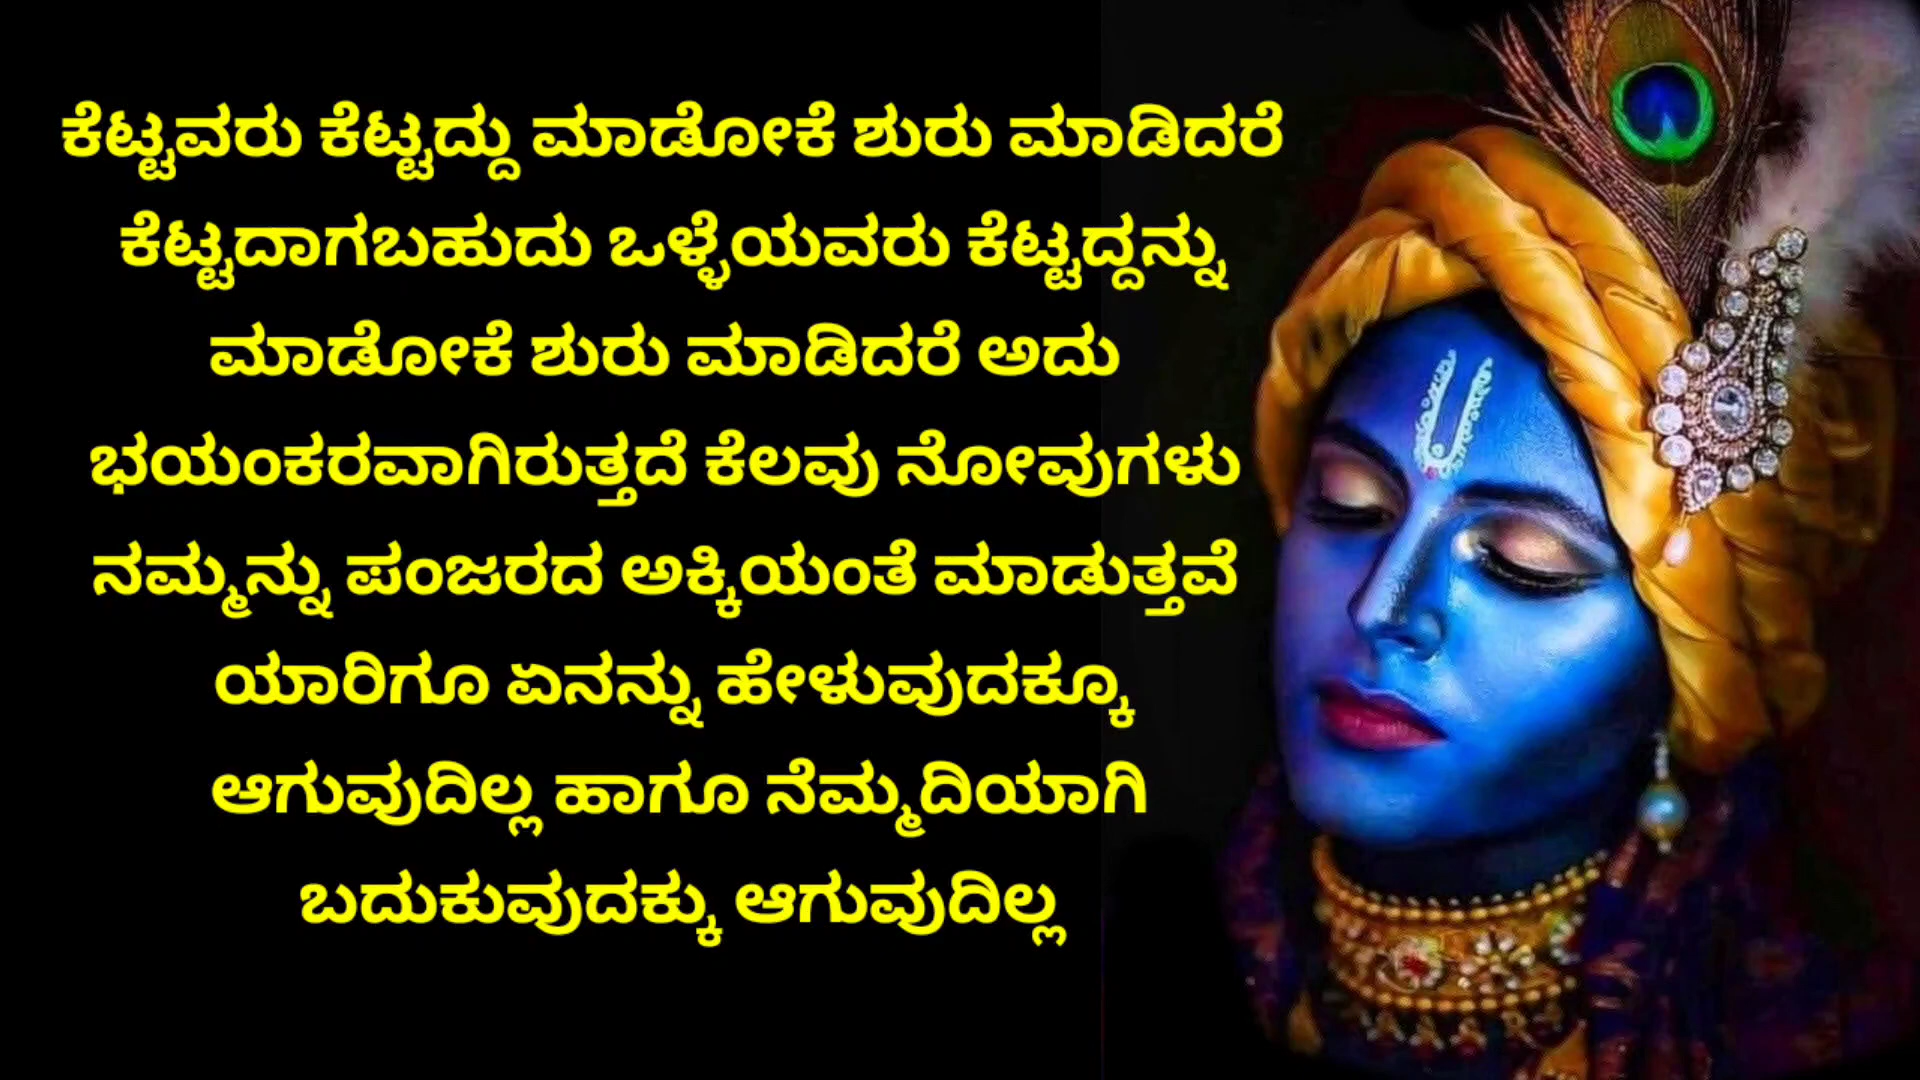 ಕೆಟ್ಟವರು ಕೆಟ್ಟದ್ದು ಮಾಡೋಕೆ ಶುರು ಮಾಡಿದರೆ
ಕೆಟ್ಟದಾಗಬಹುದು ಒಳ್ಳೆಯವರು ಕೆಟ್ಟದ್ದನ್ನು
ಮಾಡೋಕೆ ಶುರು ಮಾಡಿದರೆ ಅದು
ಭಯಂಕರವಾಗಿರುತ್ತದೆ ಕೆಲವು ನೋವುಗಳು
ನಮ್ಮನ್ನು ಪಂಜರದ ಅಕ್ಕಿಯಂತೆ ಮಾಡುತ್ತವೆ
ಯಾರಿಗೂ ಏನನ್ನು ಹೇಳುವುದಕ್ಕೂ
ಆಗುವುದಿಲ್ಲ ಹಾಗೂ ನೆಮ್ಮದಿಯಾಗಿ
ಬದುಕುವುದಕ್ಕು ಆಗುವುದಿಲ್ಲ